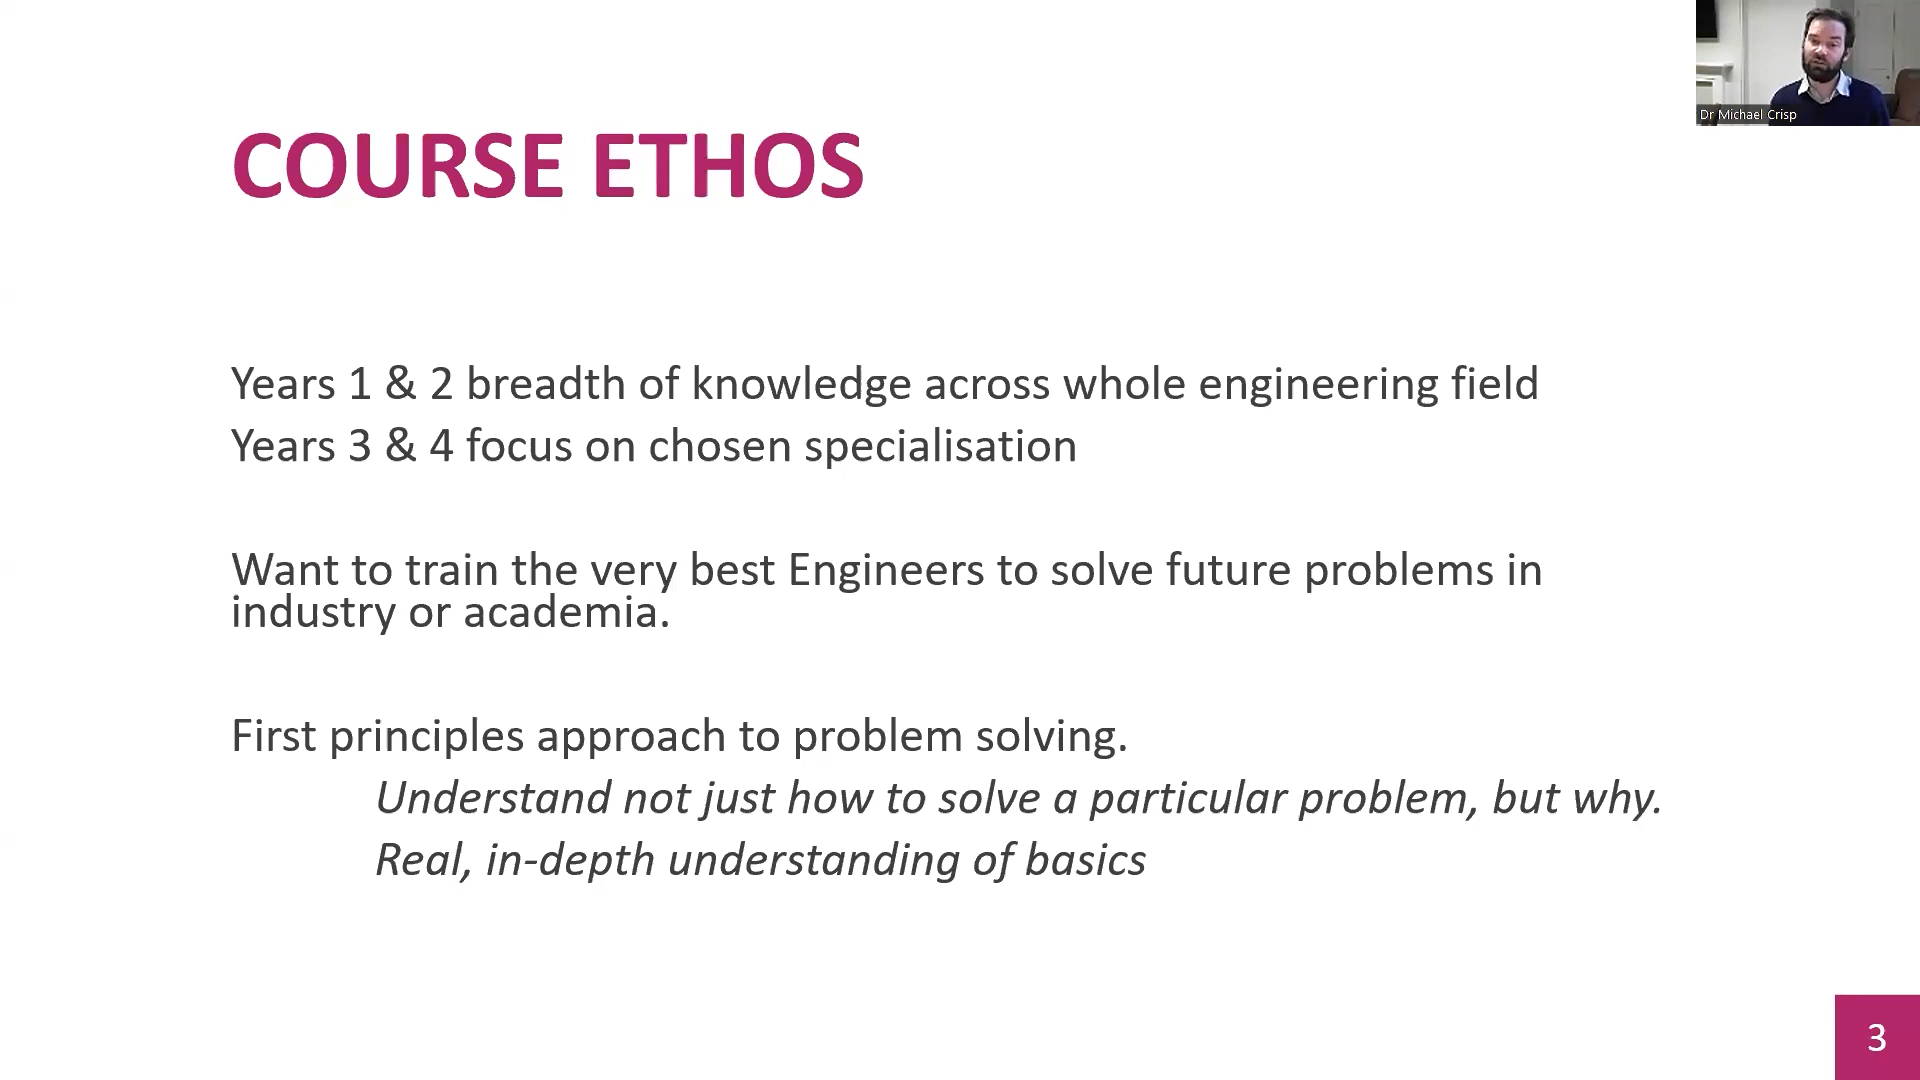 Dr Michael Crisp
COURSE ETHOS
Years 1 & 2 breadth of knowledge across whole engineering field
Years 3 & 4 focus on chosen specialisation
Want to train the very best Engineers to solve future problems in
industry or academia.
First principles approach to problem solving.
Understand not just how to solve a particular problem, but why.
Real, in-depth understanding of basics
3